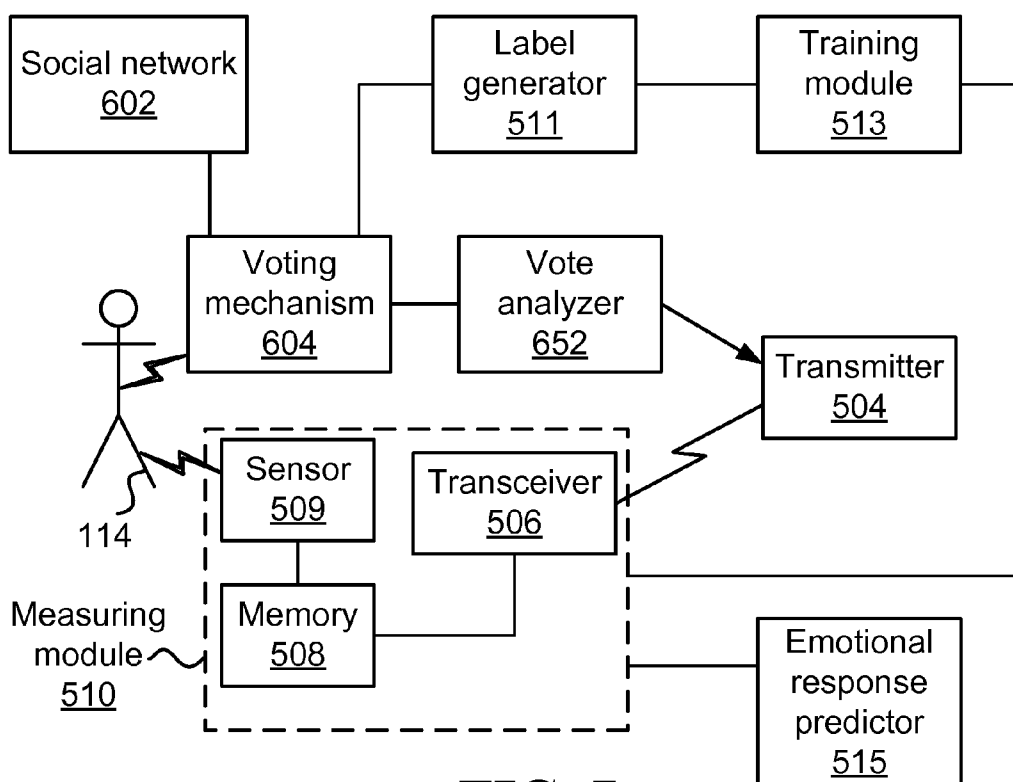 Social network
602
Label
generator
511
Training
module
513
Voting
mechanism
604
Vote
analyzer
652
Transmitter
504
114
Sensor
509
Transceiver
506
Memory
508
Measuring
module
510
Emotional
response
predictor
515